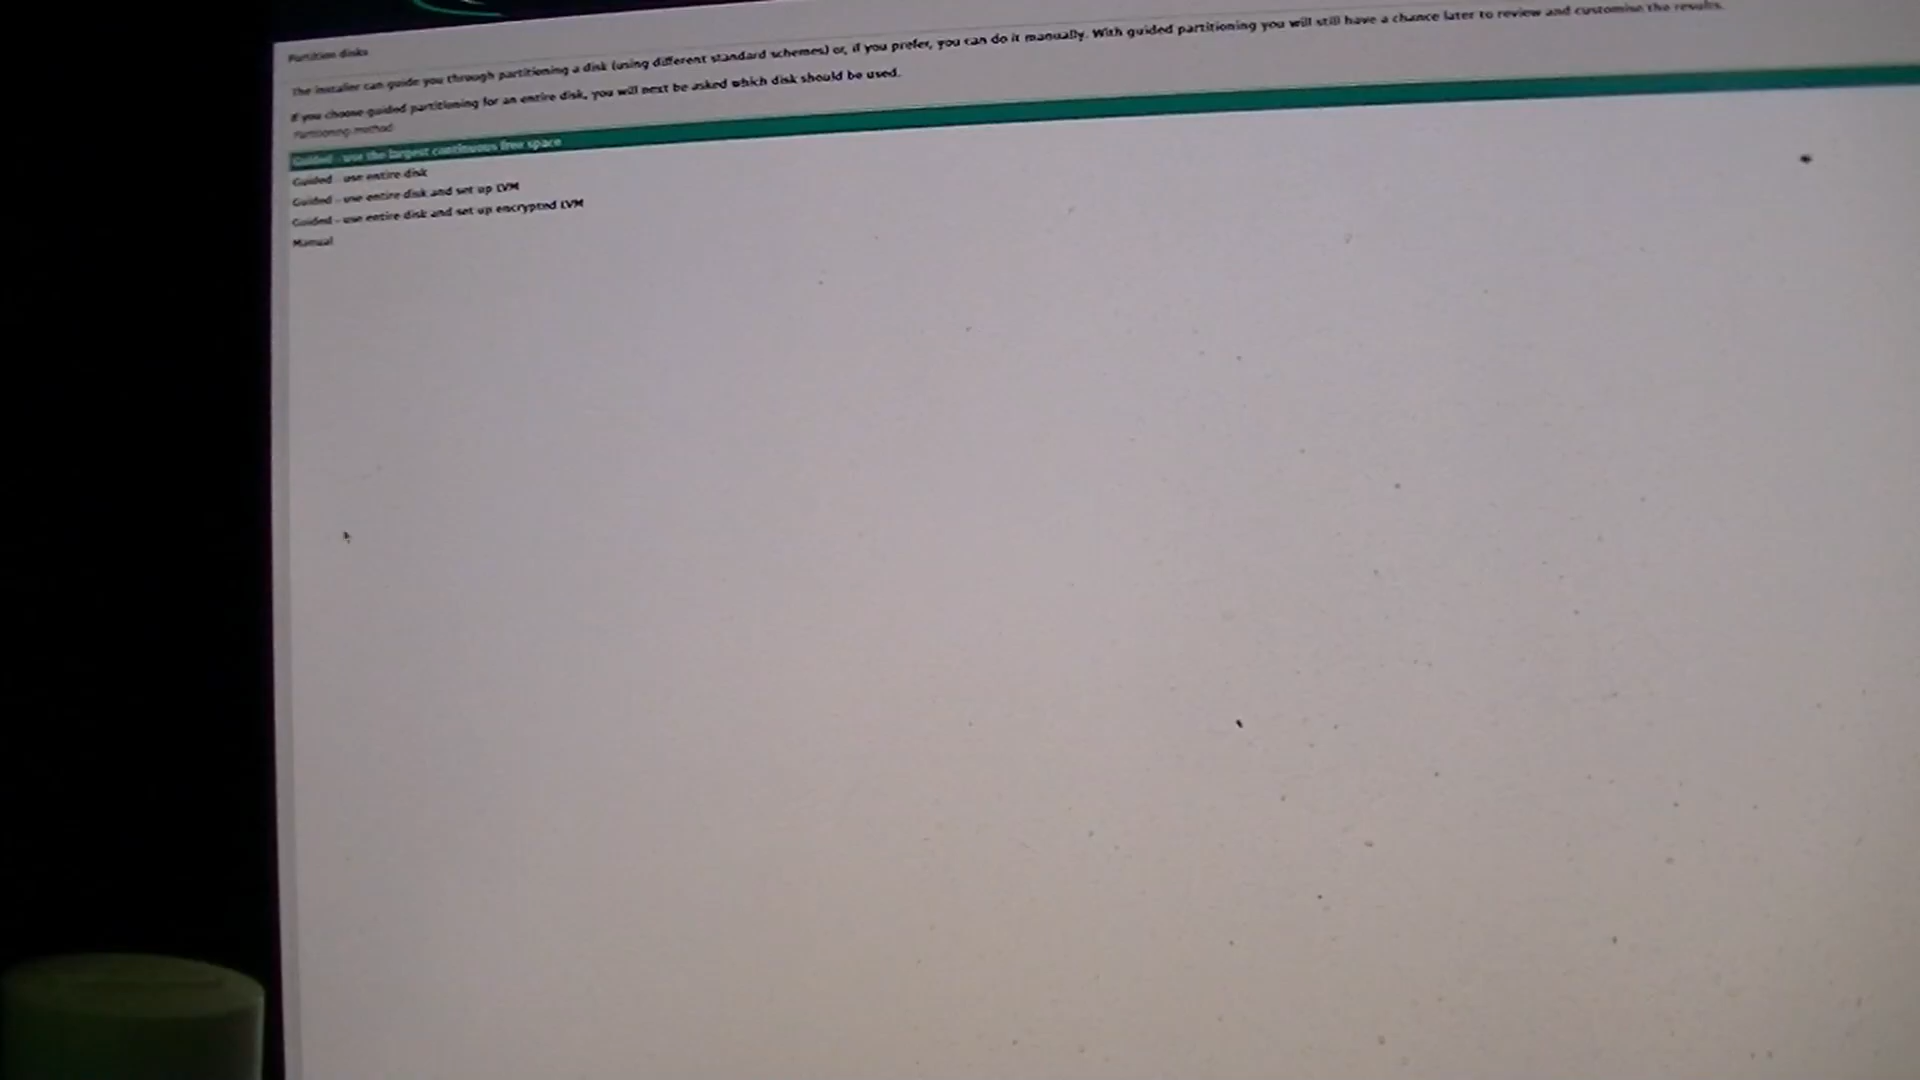 Partition disks
The installer can guide you through partitioning a disk (using different standard schemes) or, if you prefer, you can do it manually. With guided partitioning you will still have a chance later to review and customise the results.
If you choose guided partitioning for an entire disk, you will next be asked which disk should be used.
Partitioning method:
Guided - use the largest continuous free space
Guided - use entire disk
Guided - use entire disk and set up LVM
Guided - use entire disk and set up encrypted LVM
Manual